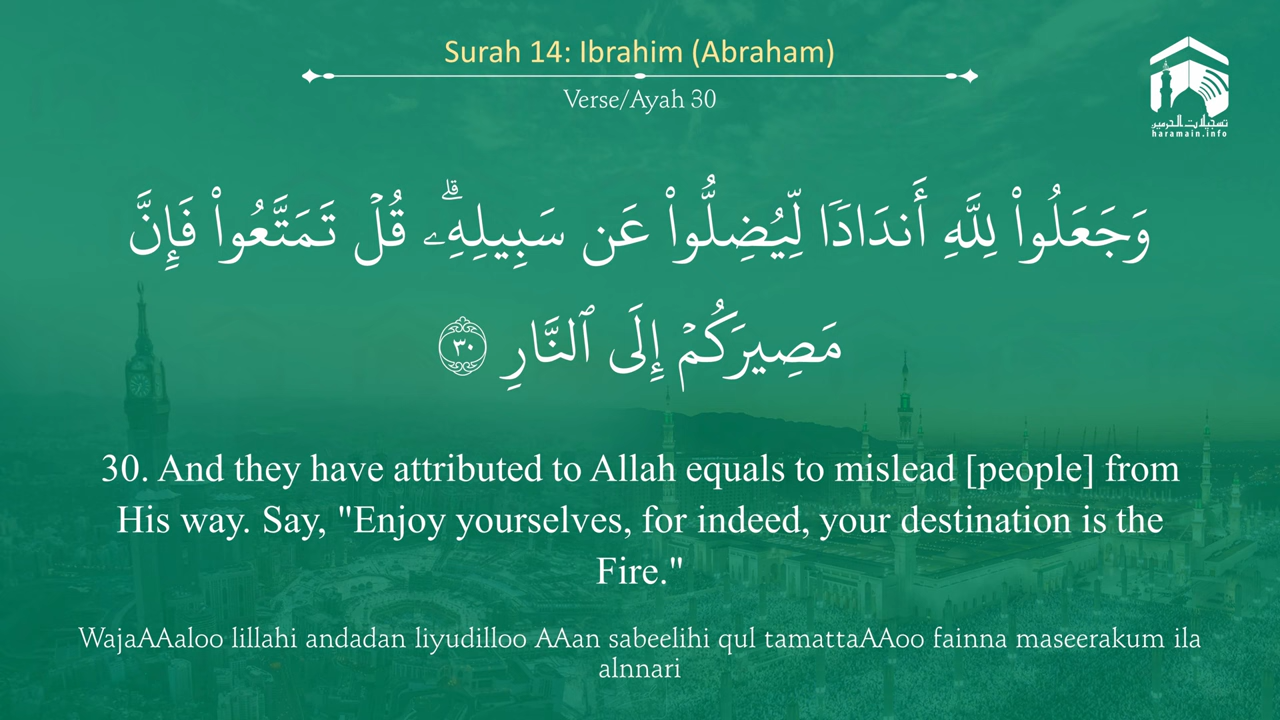 Surah 14: Ibrahim (Abraham)
Verse/Ayah 30
تسجيلات الحرمين
haramain.info
وَجَعَلُوا۟ لِلَّهِ أَندَادًۭا لِّيُضِلُّوا۟ عَن سَبِيلِهِۦ ۗ قُلْ تَمَتَّعُوا۟ فَإِنَّ
مَصِيرَكُمْ إِلَى ٱلنَّارِ ٣٠
30. And they have attributed to Allah equals to mislead [people] from
His way. Say, "Enjoy yourselves, for indeed, your destination is the
Fire."
WajaAAaloo lillahi andadan liyudilloo AAan sabeelihi qul tamattaAAoo fainna maseerakum ila
alnnari